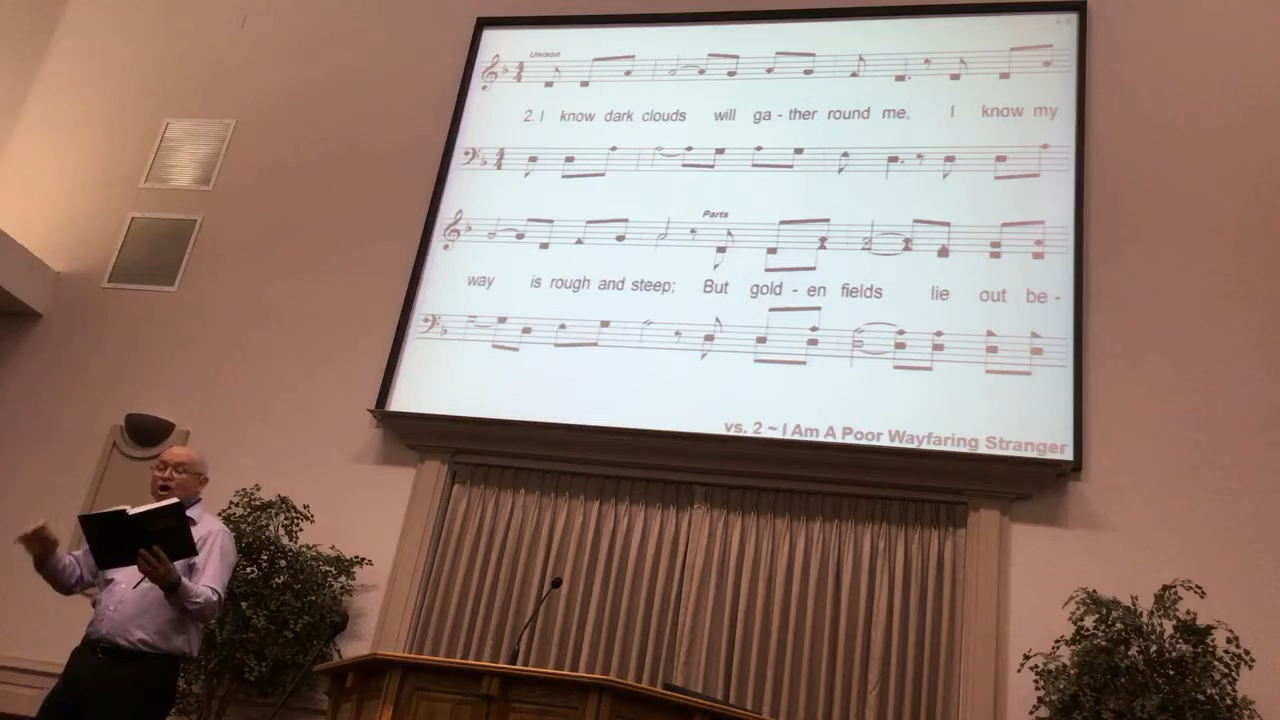 Unison
2. I know dark clouds will ga - ther round me, I know my
Parts
way is rough and steep; But gold - en fields lie out be -
vs. 2 ~ I Am A Poor Wayfaring Stranger